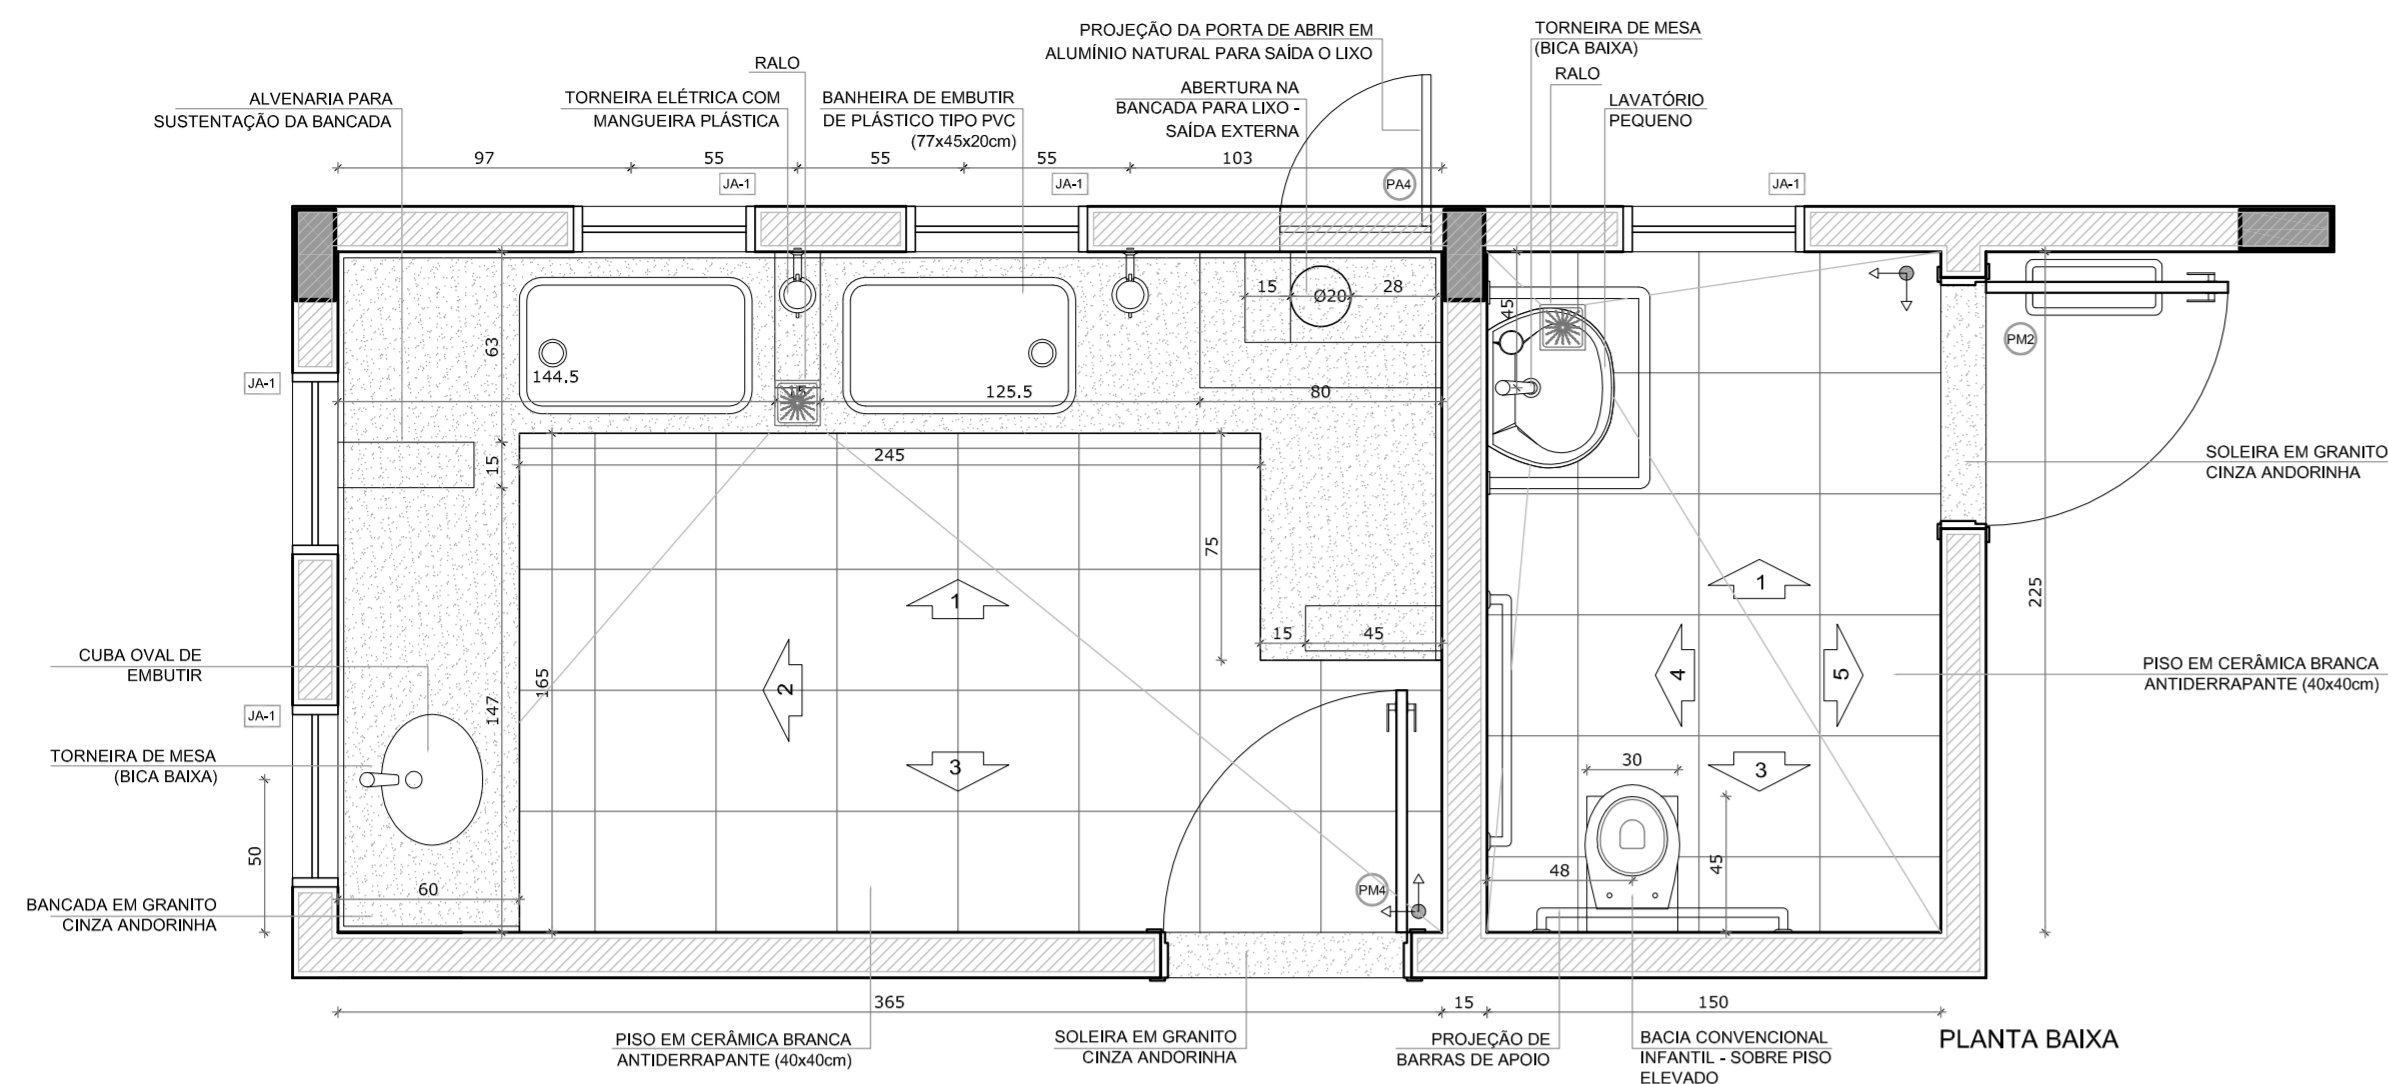 PROJEÇÃO DA PORTA DE ABRIR EM
ALUMÍNIO NATURAL PARA SAÍDA O LIXO
TORNEIRA DE MESA
(BICA BAIXA)
RALO
RALO
ALVENARIA PARA
SUSTENTAÇÃO DA BANCADA
TORNEIRA ELÉTRICA COM
MANGUEIRA PLÁSTICA
BANHEIRA DE EMBUTIR
DE PLÁSTICO TIPO PVC
(77x45x20cm)
ABERTURA NA
BANCADA PARA LIXO -
SAÍDA EXTERNA
LAVATÓRIO
PEQUENO
97
55
55
55
103
JA-1
JA-1
PA4
JA-1
15
Ø20
28
45
63
PM2
JA-1
144.5
15
125.5
80
245
15
SOLEIRA EM GRANITO
CINZA ANDORINHA
75
1
1
225
15
45
CUBA OVAL DE
EMBUTIR
165
2
4
5
PISO EM CERÂMICA BRANCA
ANTIDERRAPANTE (40x40cm)
147
JA-1
TORNEIRA DE MESA
(BICA BAIXA)
3
30
3
50
60
48
45
PM4
BANCADA EM GRANITO
CINZA ANDORINHA
365
15
150
PISO EM CERÂMICA BRANCA
ANTIDERRAPANTE (40x40cm)
SOLEIRA EM GRANITO
CINZA ANDORINHA
PROJEÇÃO DE
BARRAS DE APOIO
BACIA CONVENCIONAL
INFANTIL - SOBRE PISO
ELEVADO
PLANTA BAIXA